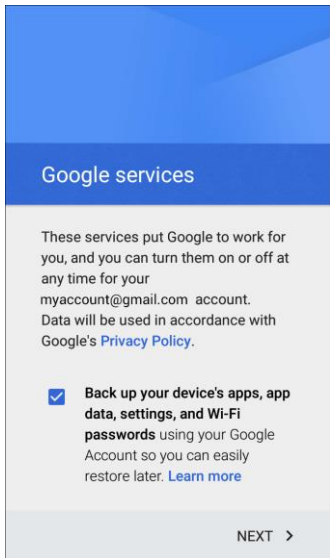 Google services
These services put Google to work for
you, and you can turn them on or off at
any time for your
myaccount@gmail.com account.
Data will be used in accordance with
Google's Privacy Policy.
Back up your device's apps, app
data, settings, and Wi-Fi
passwords using your Google
Account so you can easily
restore later. Learn more
NEXT >